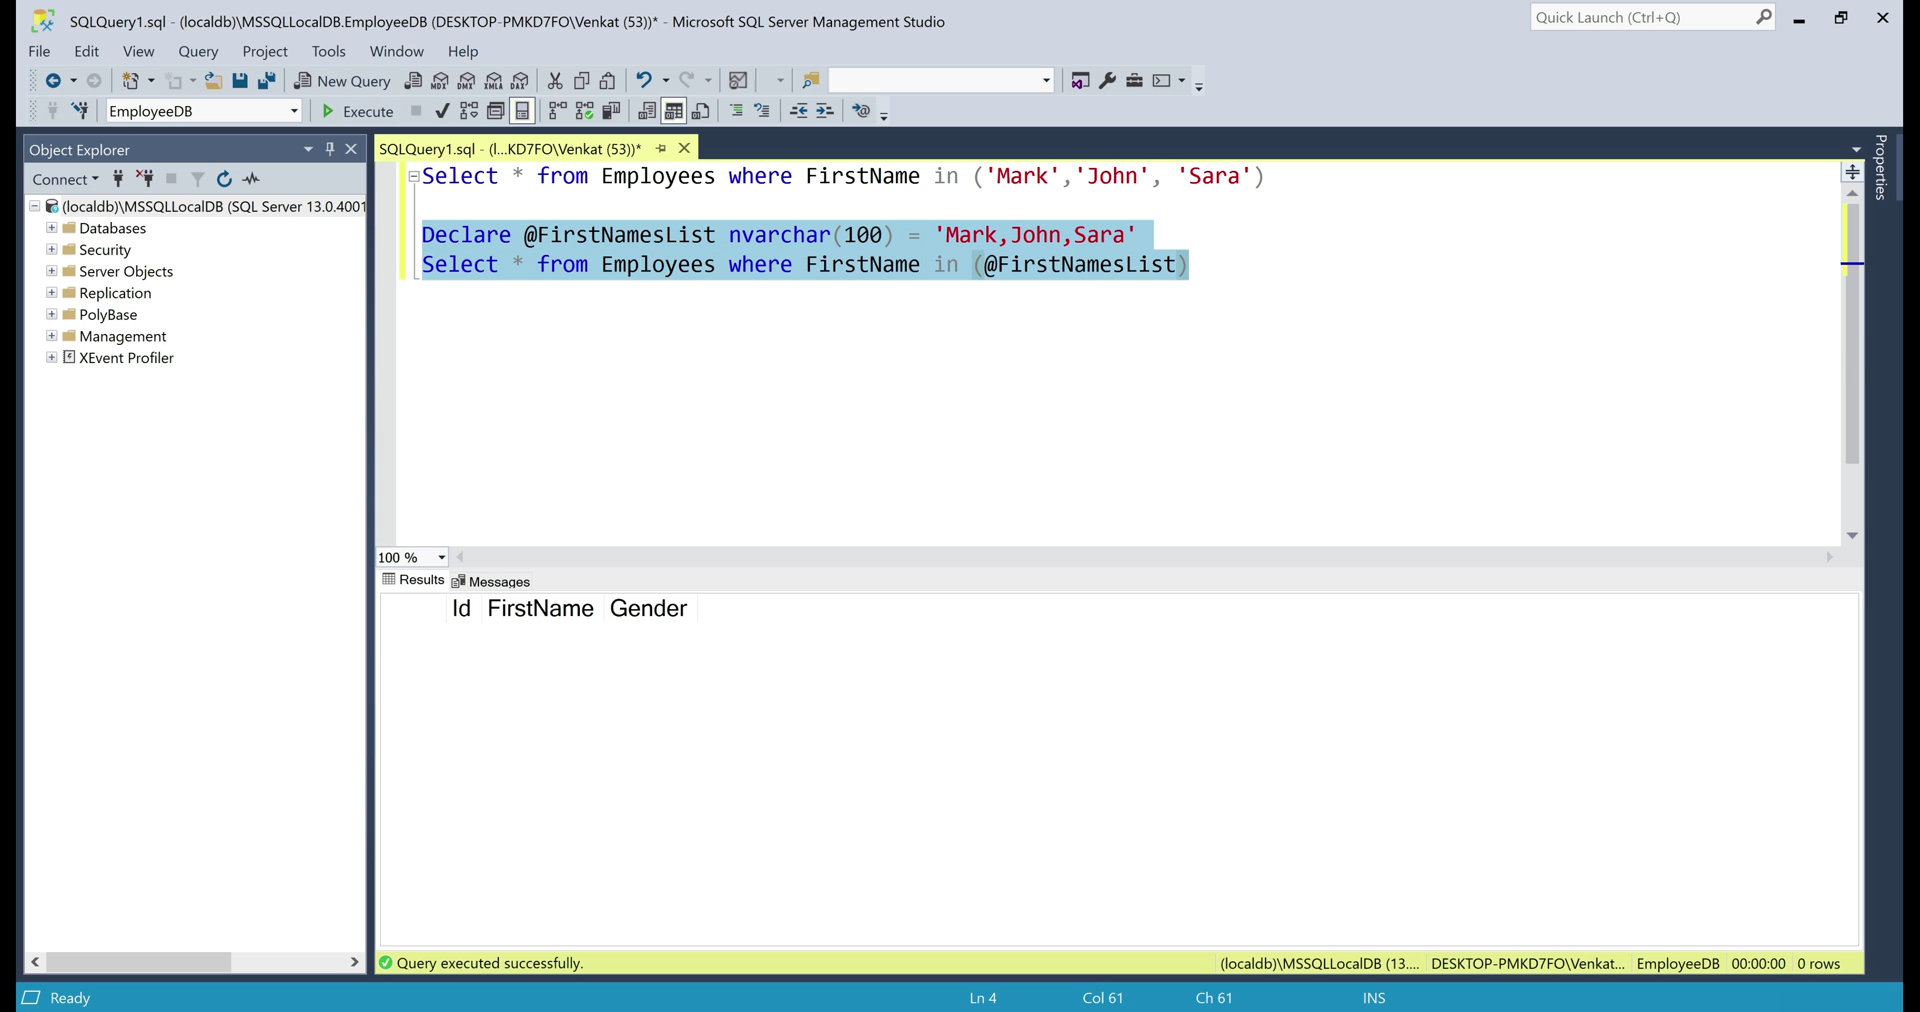 SQLQuery1.sql - (localdb)\MSSQLLocalDB.EmployeeDB (DESKTOP-PMKD7FO\Venkat (53))* - Microsoft SQL Server Management Studio
Quick Launch (Ctrl+Q)
File Edit View Query Project Tools Window Help
New Query MDX DMX XMLA DAX
EmployeeDB Execute
Object Explorer
SQLQuery1.sql - (l...KD7FO\Venkat (53))*
Properties
Connect
(localdb)\MSSQLLocalDB (SQL Server 13.0.4001
Databases
Security
Server Objects
Replication
PolyBase
Management
XEvent Profiler
Select * from Employees where FirstName in ('Mark','John', 'Sara')
Declare @FirstNamesList nvarchar(100) = 'Mark,John,Sara'
Select * from Employees where FirstName in (@FirstNamesList)
100 %
Results Messages
Id FirstName Gender
Query executed successfully.
(localdb)\MSSQLLocalDB (13.... DESKTOP-PMKD7FO\Venkat... EmployeeDB 00:00:00 0 rows
Ready Ln 4 Col 61 Ch 61 INS